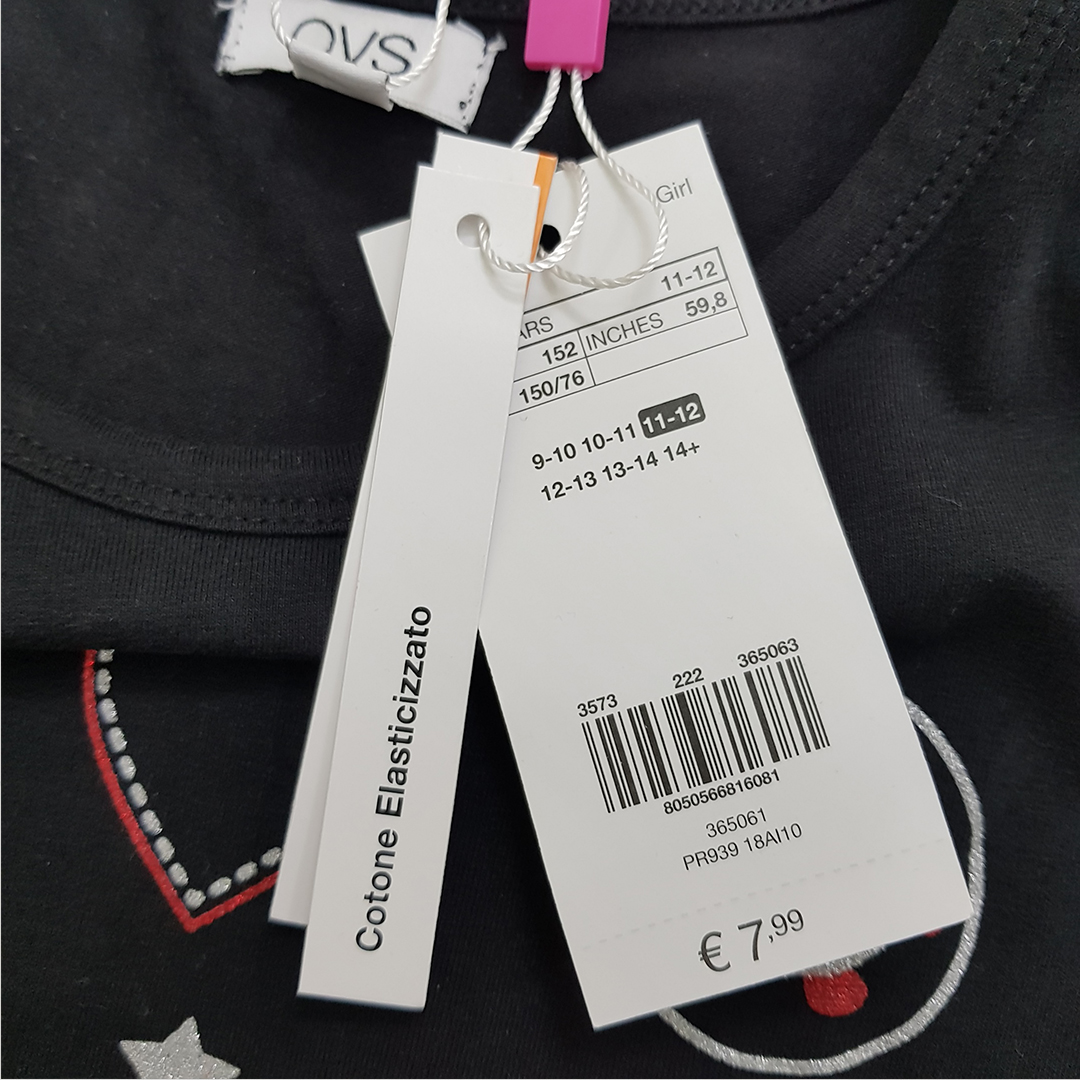 OVS
Girl
11-12
152 INCHES 59,8
150/76
9-10 10-11 11-12
12-13 13-14 14+
Cotone Elasticizzato
3573 222 365063
8050566816081
365061
PR939 18AI10
€ 7,99